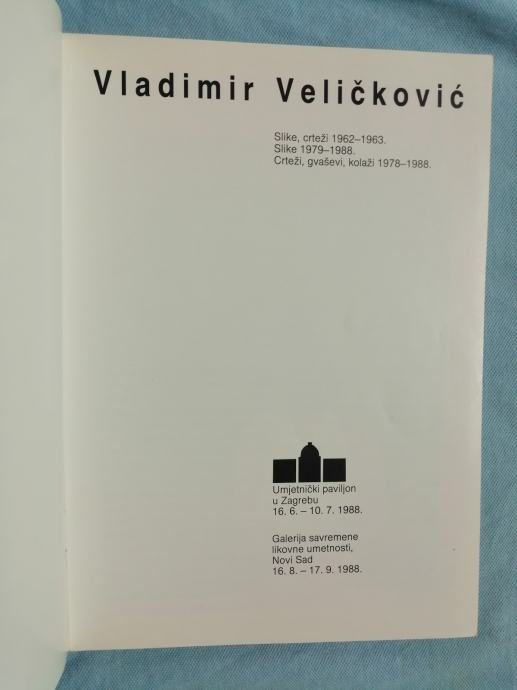 Vladimir Veličković
Slike, crteži 1962–1963.
Slike 1979–1988.
Crteži, gvaševi, kolaži 1978–1988.
Umjetnički paviljon
u Zagrebu
16. 6. – 10. 7. 1988.
Galerija savremene
likovne umetnosti,
Novi Sad
16. 8. – 17. 9. 1988.